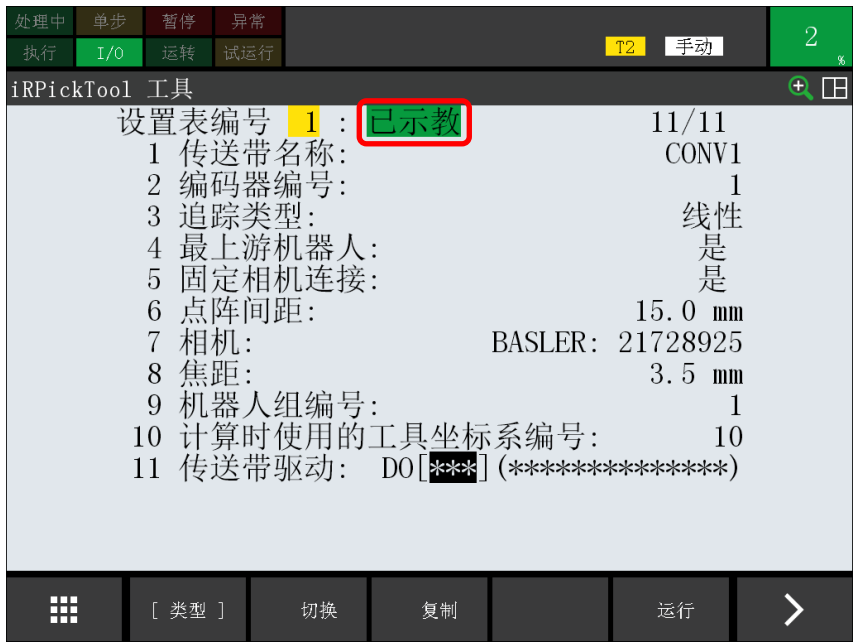 处理中 单步 暂停 异常
执行 I/O 运转 试运行 T2 手动 2 %
iRPickTool 工具
设置表编号 1 : 已示教 11/11
1 传送带名称: CONV1
2 编码器编号: 1
3 追踪类型: 线性
4 最上游机器人: 是
5 固定相机连接: 是
6 点阵间距: 15.0 mm
7 相机: BASLER: 21728925
8 焦距: 3.5 mm
9 机器人组编号: 1
10 计算时使用的工具坐标系编号: 10
11 传送带驱动: DO[***](**************)
[ 类型 ] 切换 复制 运行